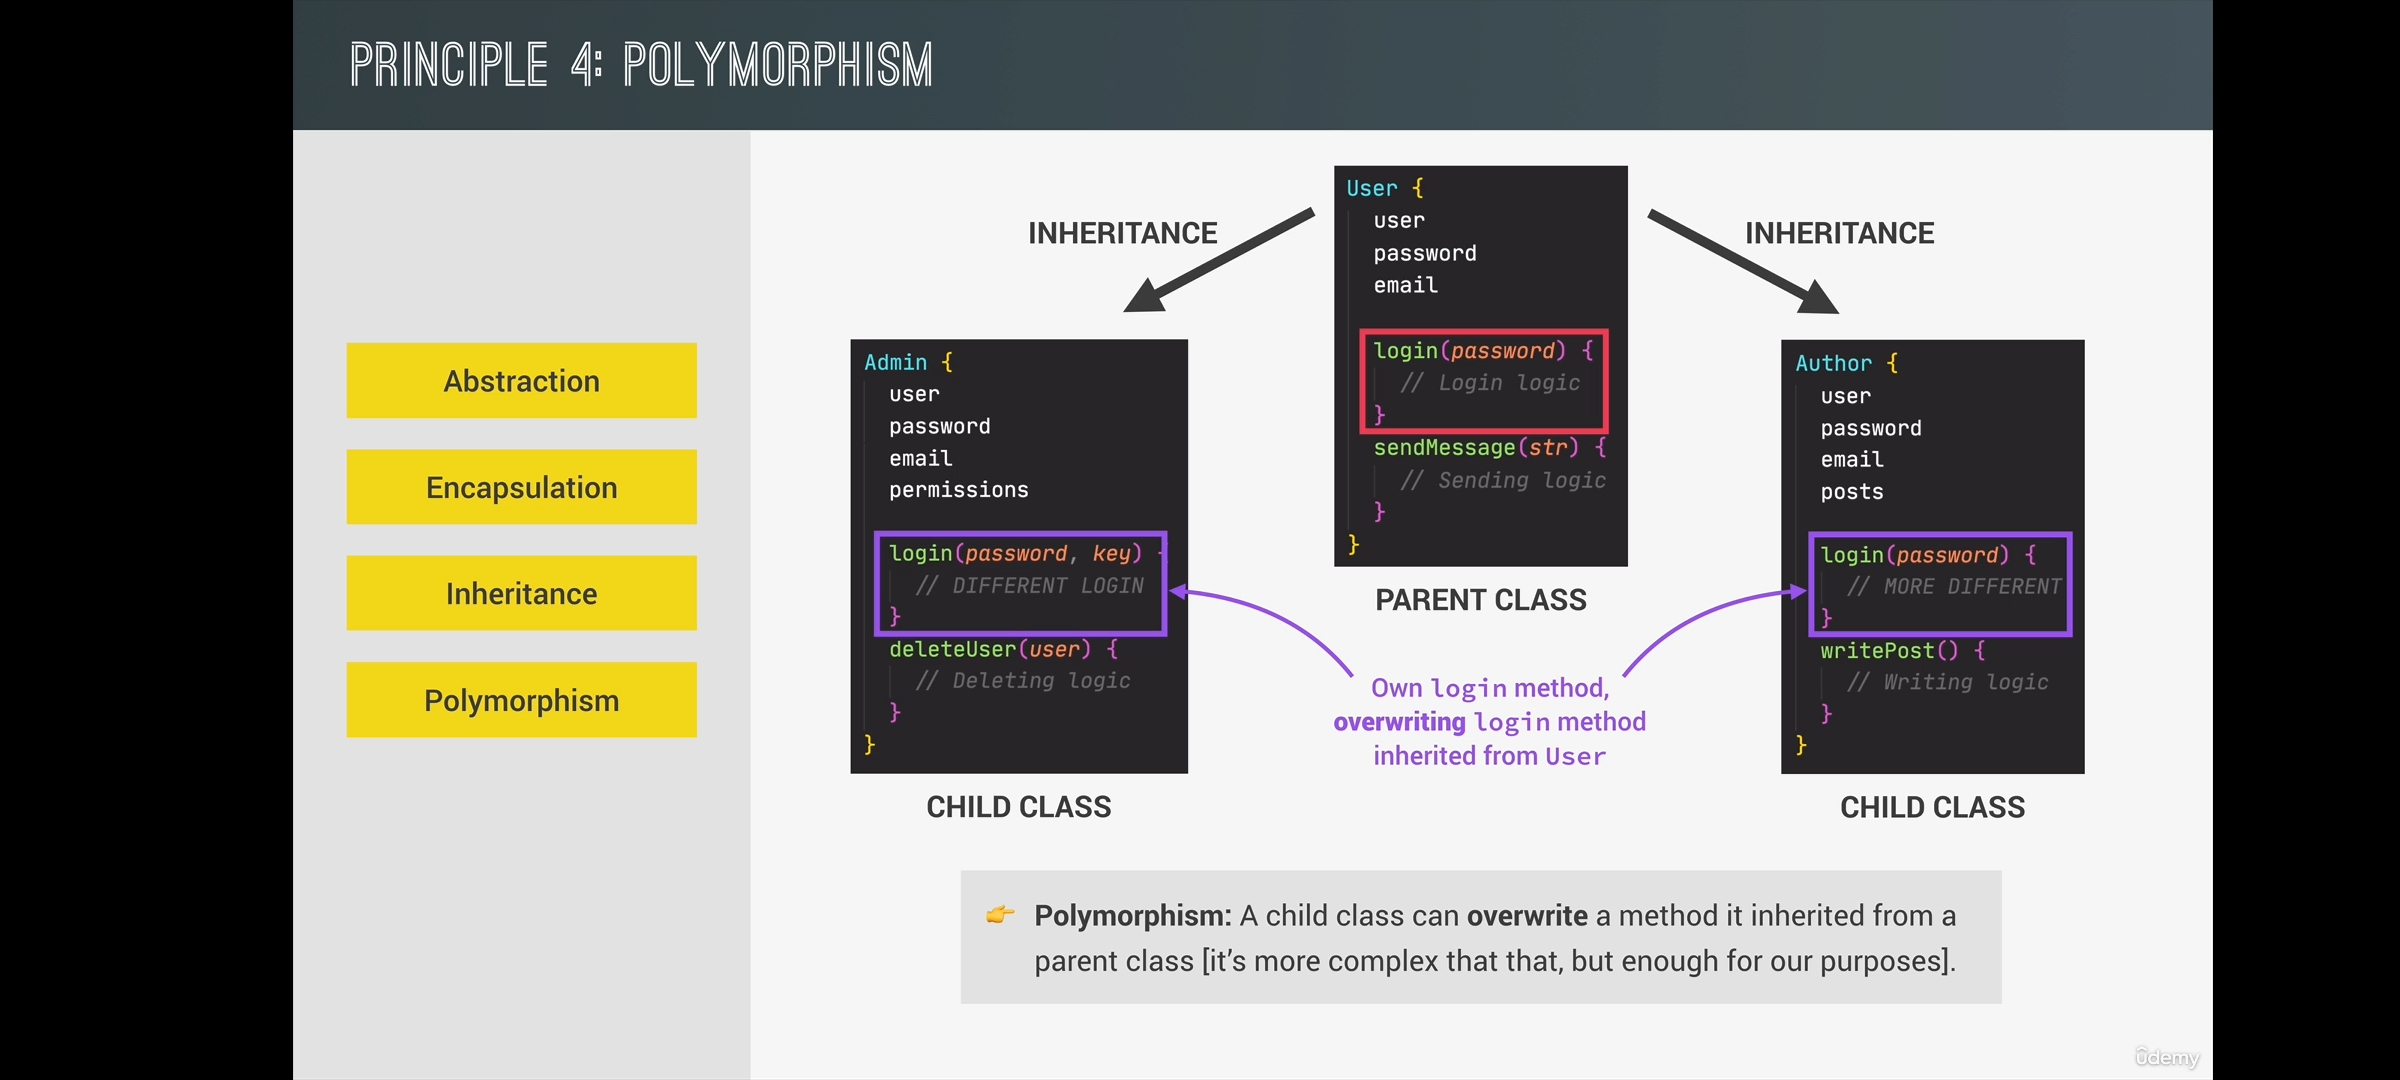 PRINCIPLE 4: POLYMORPHISM
Abstraction
Encapsulation
Inheritance
Polymorphism
INHERITANCE
INHERITANCE
User {
user
password
email
login(password) {
// Login logic
}
sendMessage(str) {
// Sending logic
}
}
PARENT CLASS
Admin {
user
password
email
permissions
login(password, key) {
// DIFFERENT LOGIN
}
deleteUser(user) {
// Deleting logic
}
}
CHILD CLASS
Own login method,
overwriting login method
inherited from User
Author {
user
password
email
posts
login(password) {
// MORE DIFFERENT
}
writePost() {
// Writing logic
}
}
CHILD CLASS
👉 Polymorphism: A child class can overwrite a method it inherited from a
parent class [it's more complex that that, but enough for our purposes].
ûdemy